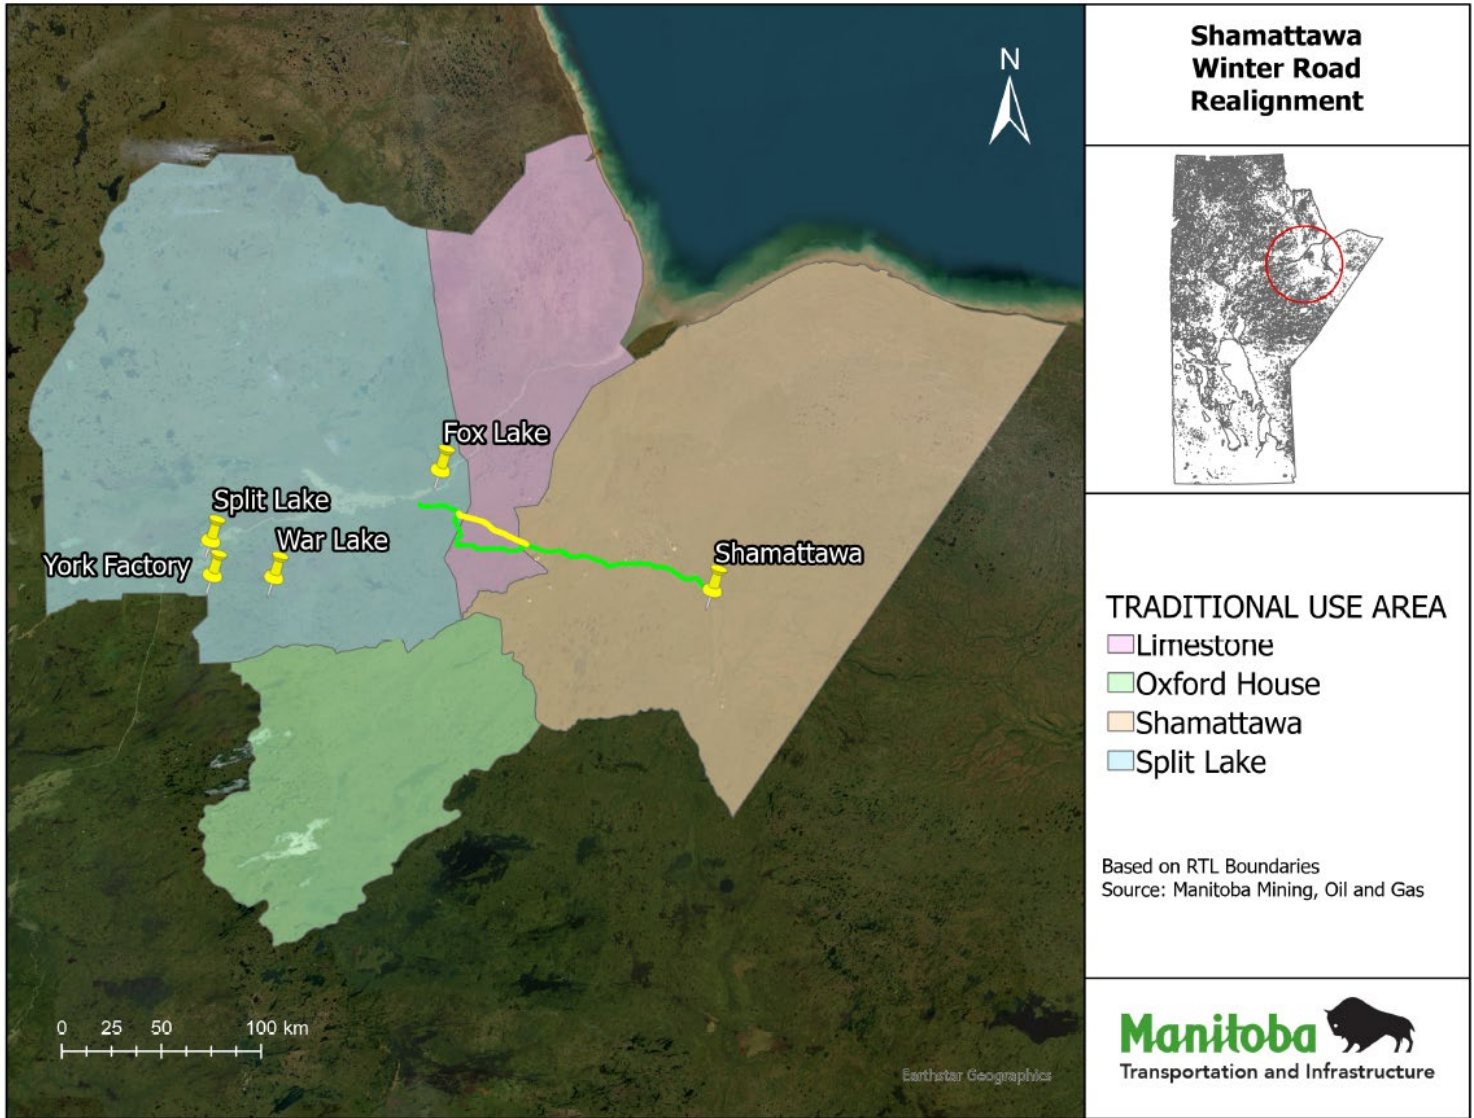 Shamattawa
Winter Road
Realignment
N
Fox Lake
Split Lake
War Lake
York Factory
Shamattawa
TRADITIONAL USE AREA
Limestone
Oxford House
Shamattawa
Split Lake
Based on RTL Boundaries
Source: Manitoba Mining, Oil and Gas
0 25 50 100 km
Earthstar Geographics
Manitoba
Transportation and Infrastructure